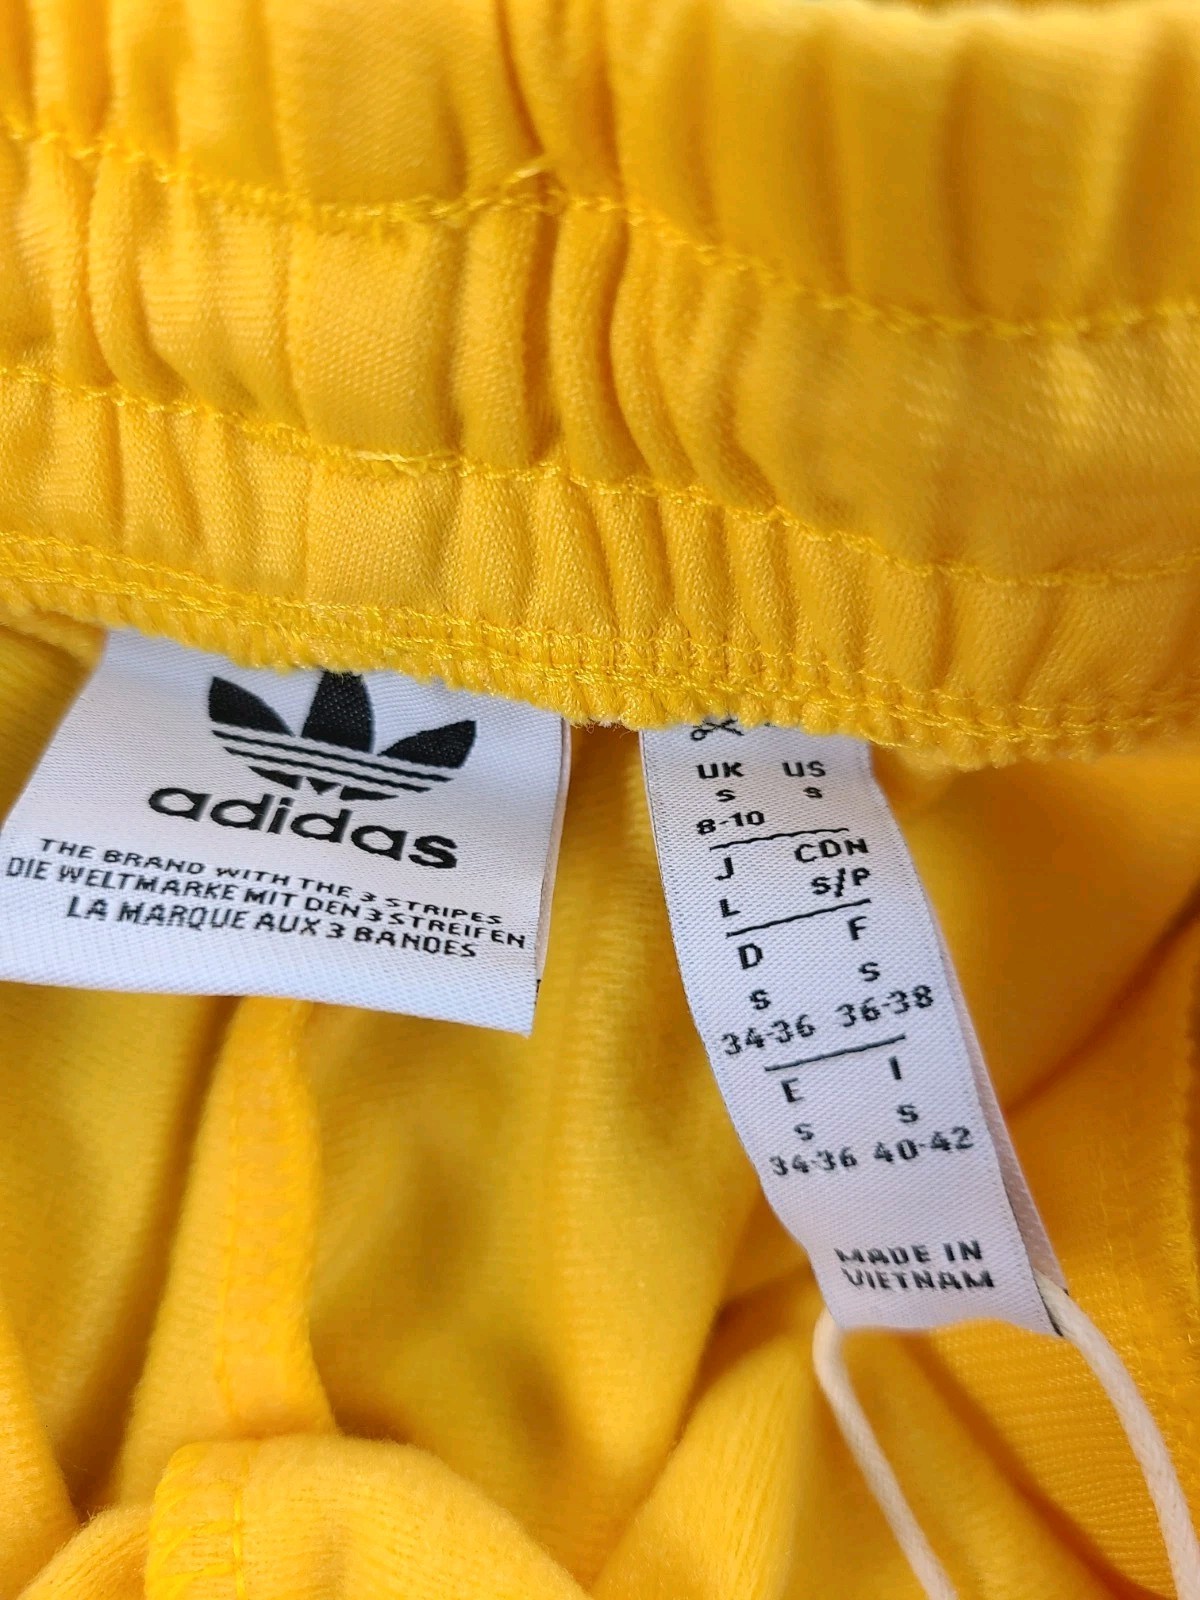 adidas
THE BRAND WITH THE 3 STRIPES
DIE WELTMARKE MIT DEN 3 STREIFEN
LA MARQUE AUX 3 BANDES
UK US
S S
8-10
J CDN
L S/P
D F
S S
34-36 36-38
E I
S S
34-36 40-42
MADE IN
VIETNAM